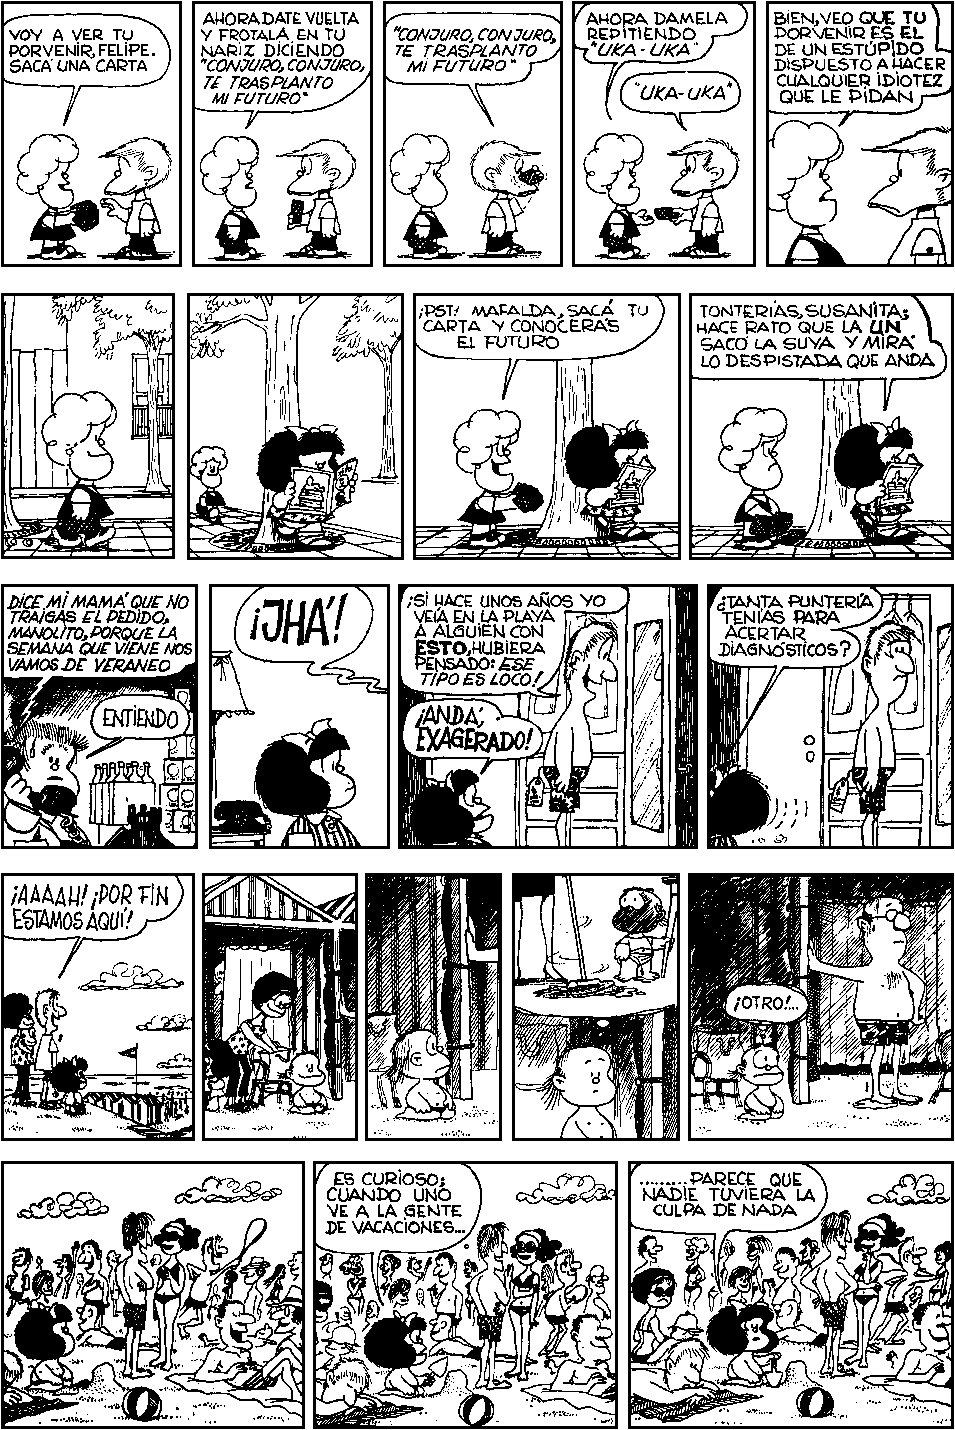 VOY A VER TU
PORVENIR, FELIPE.
SACÁ UNA CARTA
AHORA DATE VUELTA
Y FROTALA EN TU
NARIZ DICIENDO
"CONJURO, CONJURO,
TE TRASPLANTO
MI FUTURO"
"CONJURO, CONJURO,
TE TRASPLANTO
MI FUTURO"
AHORA DAMELA
REPITIENDO
"UKA-UKA"
"UKA-UKA"
BIEN, VEO QUE TU
PORVENIR ES EL
DE UN ESTÚPIDO
DISPUESTO A HACER
CUALQUIER IDIOTEZ
QUE LE PIDAN
¡PST! MAFALDA, SACÁ TU
CARTA Y CONOCERÁS
EL FUTURO
TONTERÍAS, SUSANITA;
HACE RATO QUE LA UN
SACÓ LA SUYA Y MIRÁ
LO DESPISTADA QUE ANDA
DICE MI MAMÁ QUE NO
TRAIGAS EL PEDIDO,
MANOLITO, PORQUE LA
SEMANA QUE VIENE NOS
VAMOS DE VERANEO
ENTIENDO
¡JHÁ!
¡SI HACE UNOS AÑOS YO
VEÍA EN LA PLAYA
A ALGUIEN CON
ESTO, HUBIERA
PENSADO: ESE
TIPO ES LOCO!
¡ANDÁ,
EXAGERADO!
¿TANTA PUNTERÍA
TENÍAS PARA
ACERTAR
DIAGNÓSTICOS?
¡AAAAH! ¡POR FIN
ESTAMOS AQUÍ!
¡OTRO!...
ES CURIOSO;
CUANDO UNO
VE A LA GENTE
DE VACACIONES...
.........PARECE QUE
NADIE TUVIERA LA
CULPA DE NADA